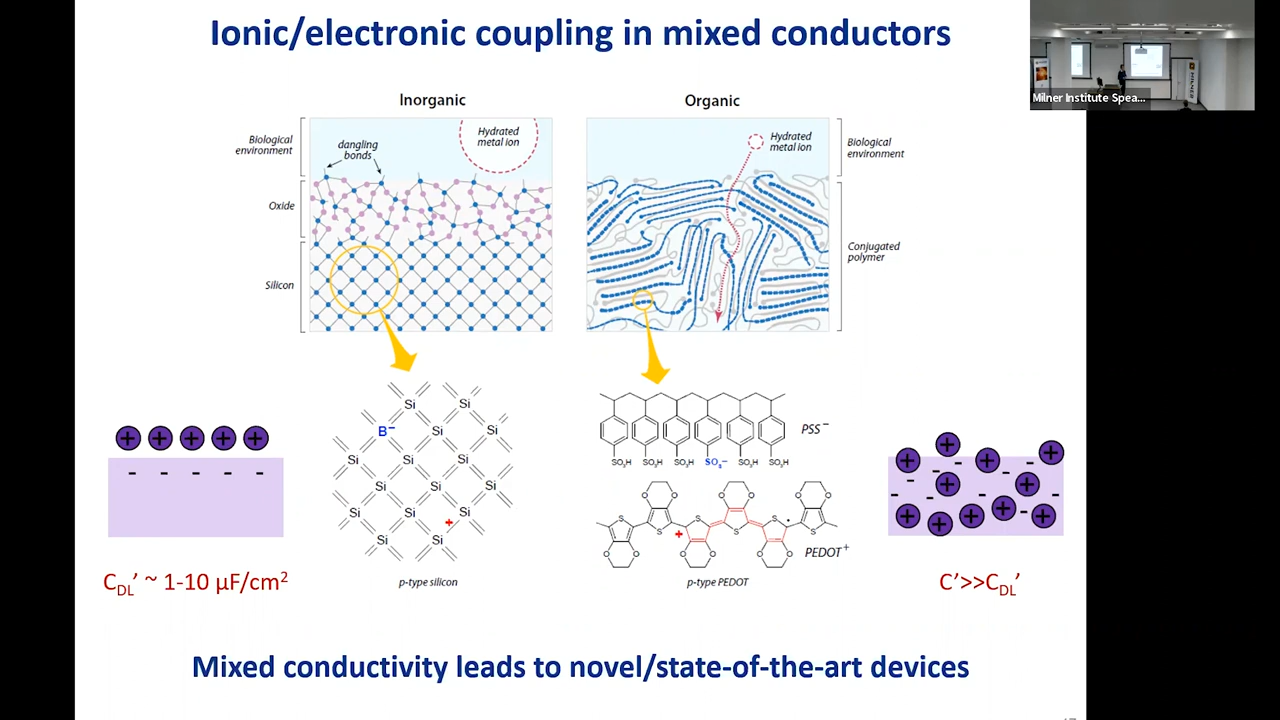 Ionic/electronic coupling in mixed conductors
Milner Institute Spea...
Inorganic
Organic
Biological
environment
dangling
bonds
Hydrated
metal ion
Hydrated
metal ion
Biological
environment
Oxide
Silicon
Conjugated
polymer
Si
Si
B⁻
Si
Si
Si
Si
Si
Si
Si
Si
Si
Si
+
Si
Si
Si
p-type silicon
PSS⁻
SO₃H
SO₃H
SO₃H
SO₃⁻
SO₃H
SO₃H
O
O
O
O
O
O
S
S
S
S
S
S
+
O
O
O
O
O
O
PEDOT⁺
p-type PEDOT
+ + + + +
- - - - -
C_DL' ~ 1-10 µF/cm²
+ + + + + + + + + + +
- - - - - - - - - -
C'>>C_DL'
Mixed conductivity leads to novel/state-of-the-art devices